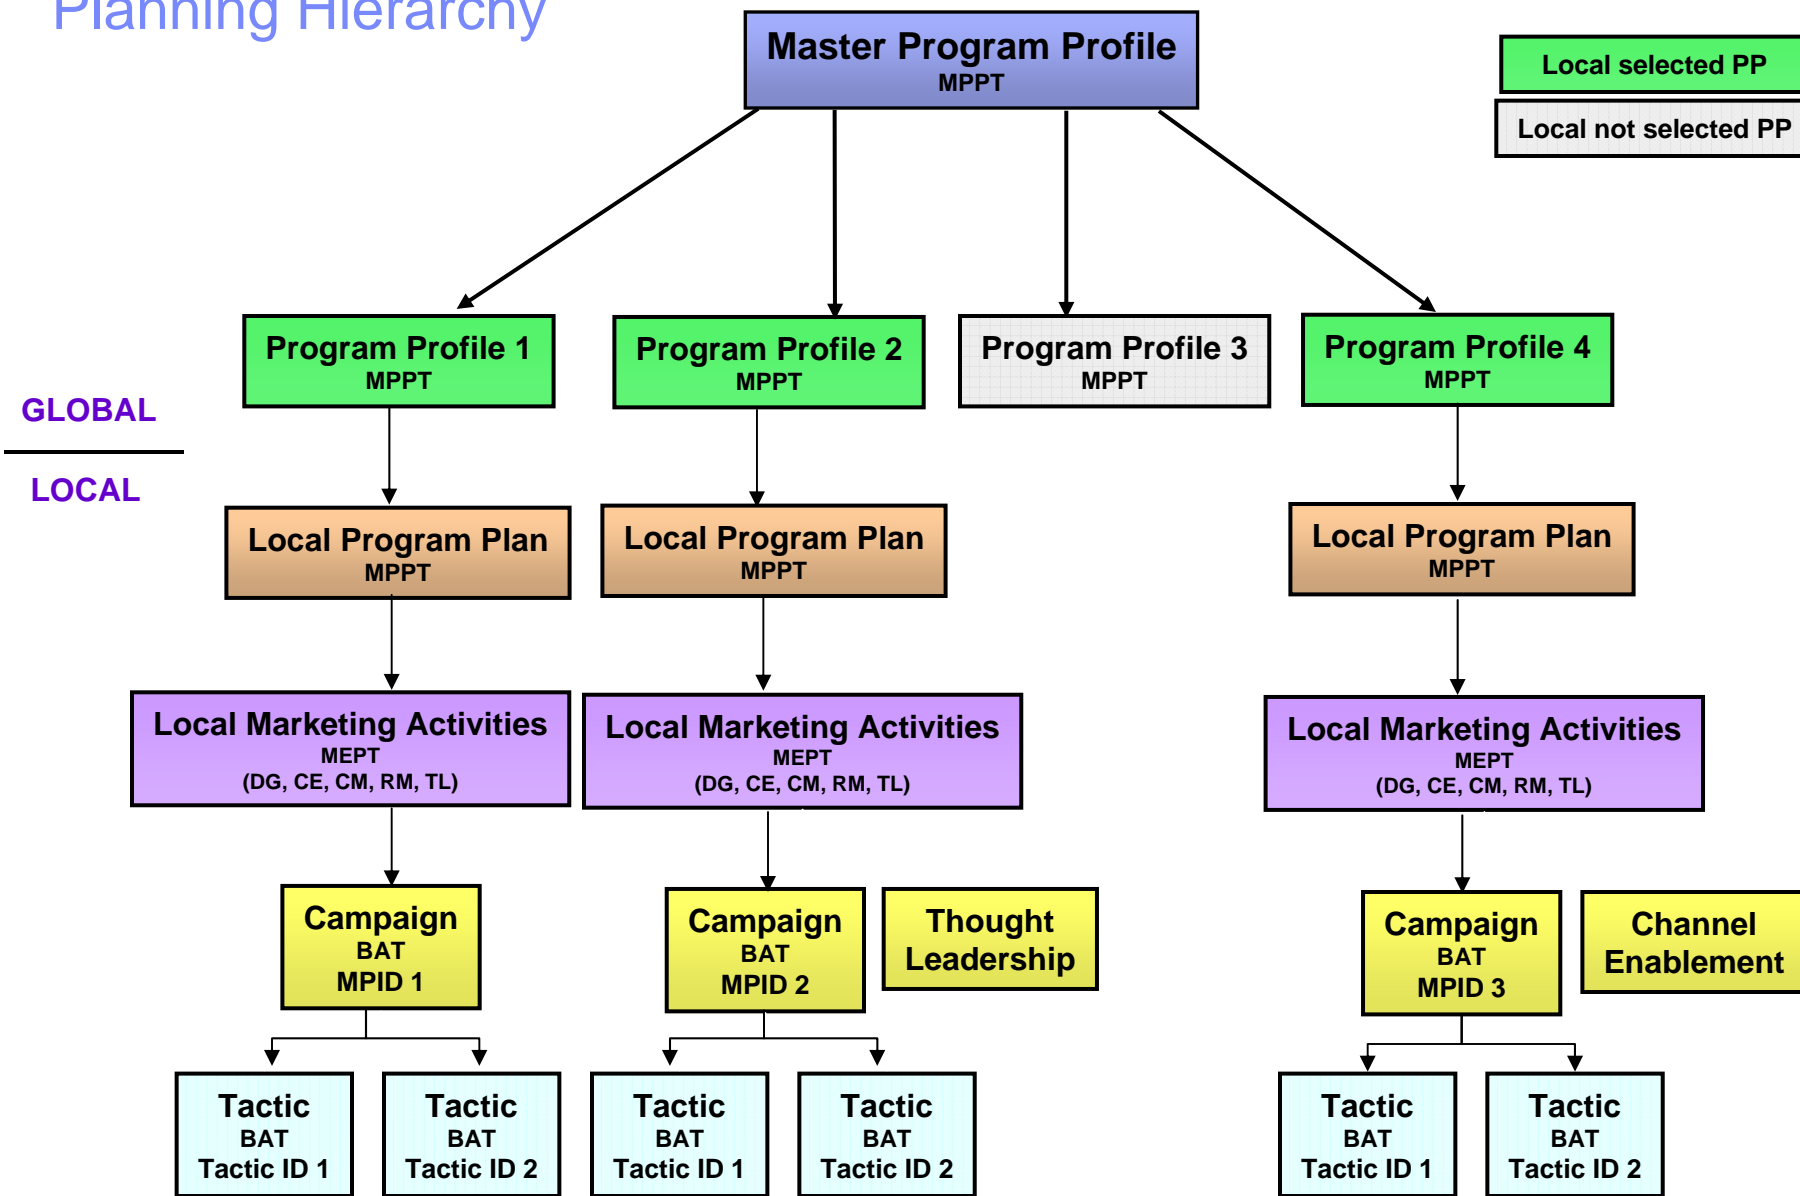 Planning Hierarchy
Master Program Profile
MPPT
Local selected PP
Local not selected PP
Program Profile 1
MPPT
Program Profile 2
MPPT
Program Profile 3
MPPT
Program Profile 4
MPPT
GLOBAL
LOCAL
Local Program Plan
MPPT
Local Program Plan
MPPT
Local Program Plan
MPPT
Local Marketing Activities
MEPT
(DG, CE, CM, RM, TL)
Local Marketing Activities
MEPT
(DG, CE, CM, RM, TL)
Local Marketing Activities
MEPT
(DG, CE, CM, RM, TL)
Campaign
BAT
MPID 1
Campaign
BAT
MPID 2
Thought
Leadership
Campaign
BAT
MPID 3
Channel
Enablement
Tactic
BAT
Tactic ID 1
Tactic
BAT
Tactic ID 2
Tactic
BAT
Tactic ID 1
Tactic
BAT
Tactic ID 2
Tactic
BAT
Tactic ID 1
Tactic
BAT
Tactic ID 2